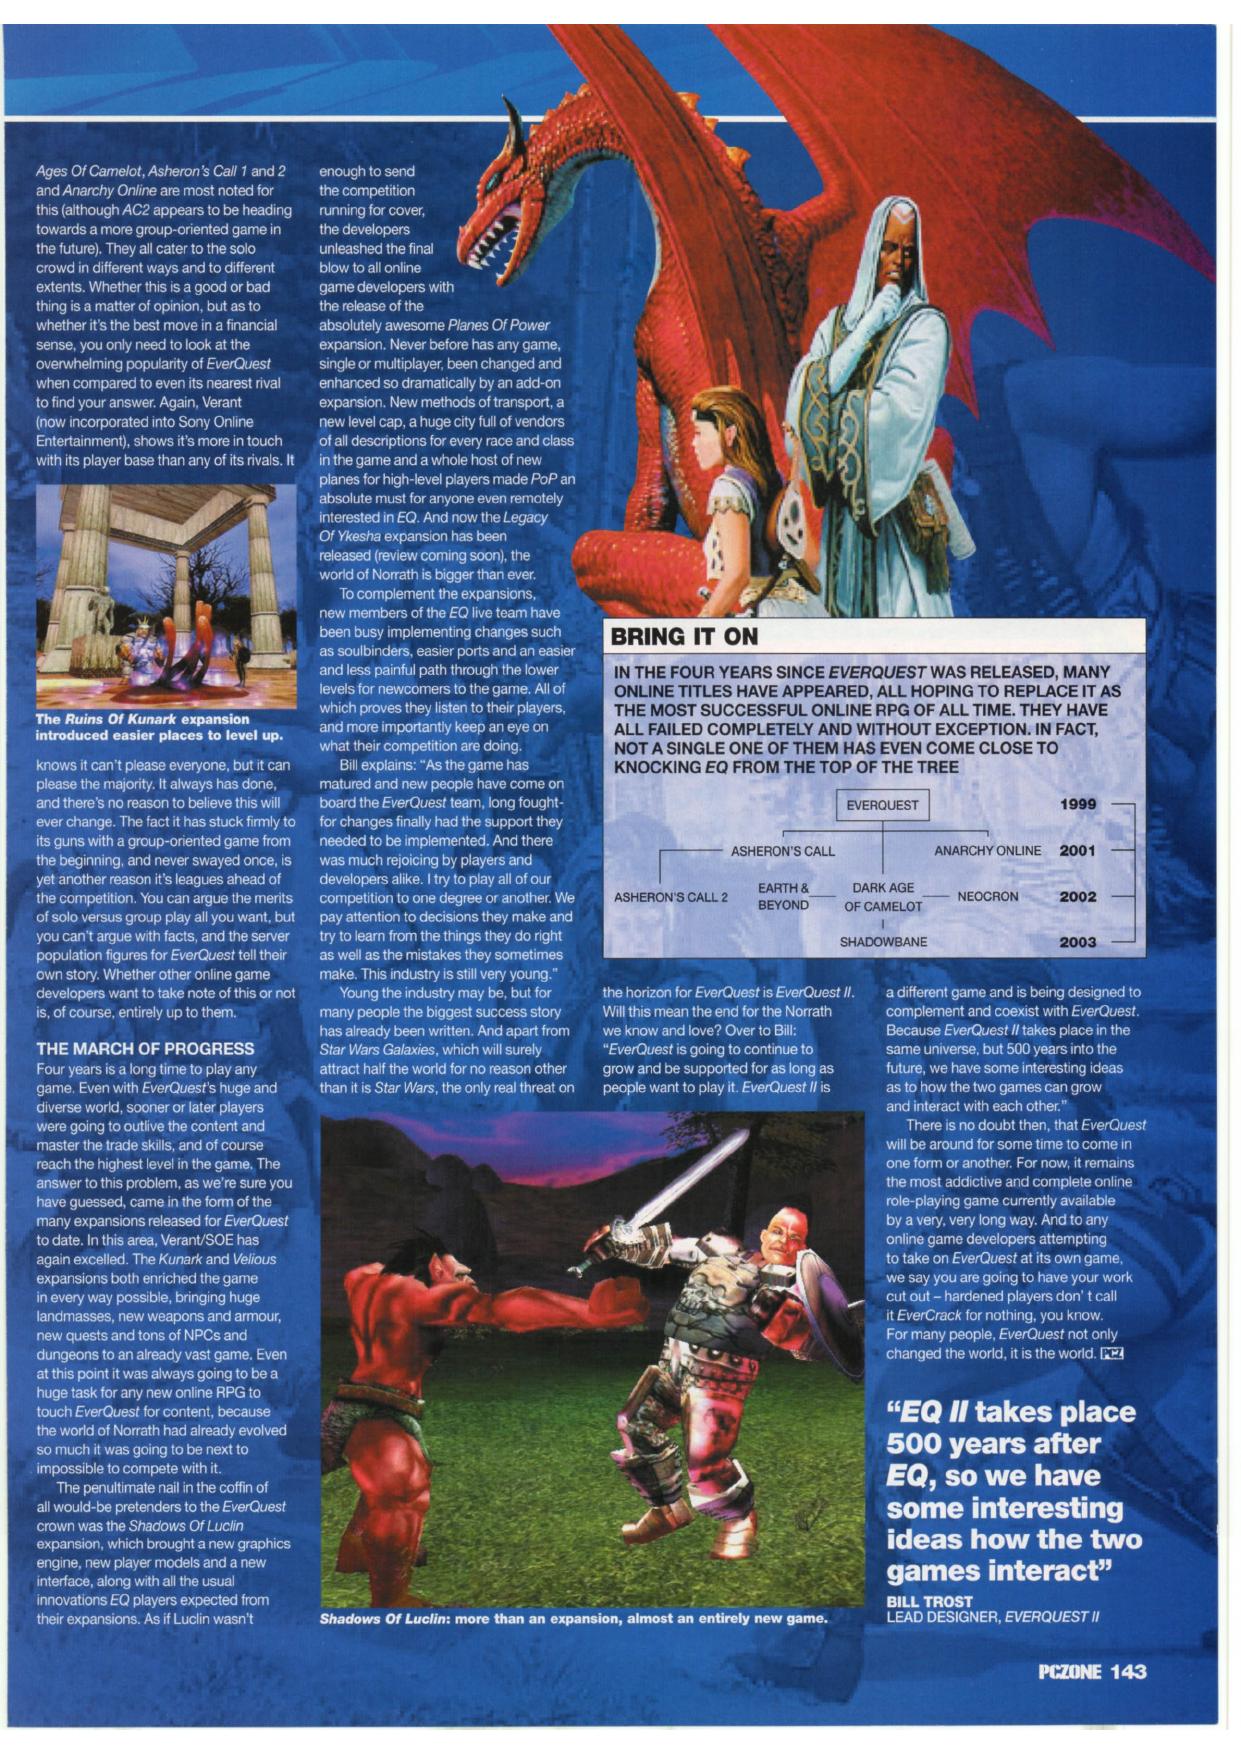 Ages Of Camelot, Asheron's Call 1 and 2
and Anarchy Online are most noted for
this (although AC2 appears to be heading
towards a more group-oriented game in
the future). They all cater to the solo
crowd in different ways and to different
extents. Whether this is a good or bad
thing is a matter of opinion, but as to
whether it's the best move in a financial
sense, you only need to look at the
overwhelming popularity of EverQuest
when compared to even its nearest rival
to find your answer. Again, Verant
(now incorporated into Sony Online
Entertainment), shows it's more in touch
with its player base than any of its rivals. It
The Ruins Of Kunark expansion
introduced easier places to level up.
knows it can't please everyone, but it can
please the majority. It always has done,
and there's no reason to believe this will
ever change. The fact it has stuck firmly to
its guns with a group-oriented game from
the beginning, and never swayed once, is
yet another reason it's leagues ahead of
the competition. You can argue the merits
of solo versus group play all you want, but
you can't argue with facts, and the server
population figures for EverQuest tell their
own story. Whether other online game
developers want to take note of this or not
is, of course, entirely up to them.
THE MARCH OF PROGRESS
Four years is a long time to play any
game. Even with EverQuest's huge and
diverse world, sooner or later players
were going to outlive the content and
master the trade skills, and of course
reach the highest level in the game. The
answer to this problem, as we're sure you
have guessed, came in the form of the
many expansions released for EverQuest
to date. In this area, Verant/SOE has
again excelled. The Kunark and Velious
expansions both enriched the game
in every way possible, bringing huge
landmasses, new weapons and armour,
new quests and tons of NPCs and
dungeons to an already vast game. Even
at this point it was always going to be a
huge task for any new online RPG to
touch EverQuest for content, because
the world of Norrath had already evolved
so much it was going to be next to
impossible to compete with it.
The penultimate nail in the coffin of
all would-be pretenders to the EverQuest
crown was the Shadows Of Luclin
expansion, which brought a new graphics
engine, new player models and a new
interface, along with all the usual
innovations EQ players expected from
their expansions. As if Luclin wasn't
enough to send
the competition
running for cover,
the developers
unleashed the final
blow to all online
game developers with
the release of the
absolutely awesome Planes Of Power
expansion. Never before has any game,
single or multiplayer, been changed and
enhanced so dramatically by an add-on
expansion. New methods of transport, a
new level cap, a huge city full of vendors
of all descriptions for every race and class
in the game and a whole host of new
planes for high-level players made PoP an
absolute must for anyone even remotely
interested in EQ. And now the Legacy
Of Ykesha expansion has been
released (review coming soon), the
world of Norrath is bigger than ever.
To complement the expansions,
new members of the EQ live team have
been busy implementing changes such
as soulbinders, easier ports and an easier
and less painful path through the lower
levels for newcomers to the game. All of
which proves they listen to their players,
and more importantly keep an eye on
what their competition are doing.
Bill explains: “As the game has
matured and new people have come on
board the EverQuest team, long fought-
for changes finally had the support they
needed to be implemented. And there
was much rejoicing by players and
developers alike. I try to play all of our
competition to one degree or another. We
pay attention to decisions they make and
try to learn from the things they do right
as well as the mistakes they sometimes
make. This industry is still very young.”
Young the industry may be, but for
many people the biggest success story
has already been written. And apart from
Star Wars Galaxies, which will surely
attract half the world for no reason other
than it is Star Wars, the only real threat on
BRING IT ON
IN THE FOUR YEARS SINCE EVERQUEST WAS RELEASED, MANY
ONLINE TITLES HAVE APPEARED, ALL HOPING TO REPLACE IT AS
THE MOST SUCCESSFUL ONLINE RPG OF ALL TIME. THEY HAVE
ALL FAILED COMPLETELY AND WITHOUT EXCEPTION. IN FACT,
NOT A SINGLE ONE OF THEM HAS EVEN COME CLOSE TO
KNOCKING EQ FROM THE TOP OF THE TREE
EVERQUEST 1999
ASHERON'S CALL ANARCHY ONLINE 2001
ASHERON'S CALL 2 EARTH & BEYOND DARK AGE OF CAMELOT NEOCRON 2002
SHADOWBANE 2003
the horizon for EverQuest is EverQuest II.
Will this mean the end for the Norrath
we know and love? Over to Bill:
“EverQuest is going to continue to
grow and be supported for as long as
people want to play it. EverQuest II is
a different game and is being designed to
complement and coexist with EverQuest.
Because EverQuest II takes place in the
same universe, but 500 years into the
future, we have some interesting ideas
as to how the two games can grow
and interact with each other.”
There is no doubt then, that EverQuest
will be around for some time to come in
one form or another. For now, it remains
the most addictive and complete online
role-playing game currently available
by a very, very long way. And to any
online game developers attempting
to take on EverQuest at its own game,
we say you are going to have your work
cut out – hardened players don' t call
it EverCrack for nothing, you know.
For many people, EverQuest not only
changed the world, it is the world. PCZ
Shadows Of Luclin: more than an expansion, almost an entirely new game.
“EQ II takes place
500 years after
EQ, so we have
some interesting
ideas how the two
games interact”
BILL TROST
LEAD DESIGNER, EVERQUEST II
PCZONE 143